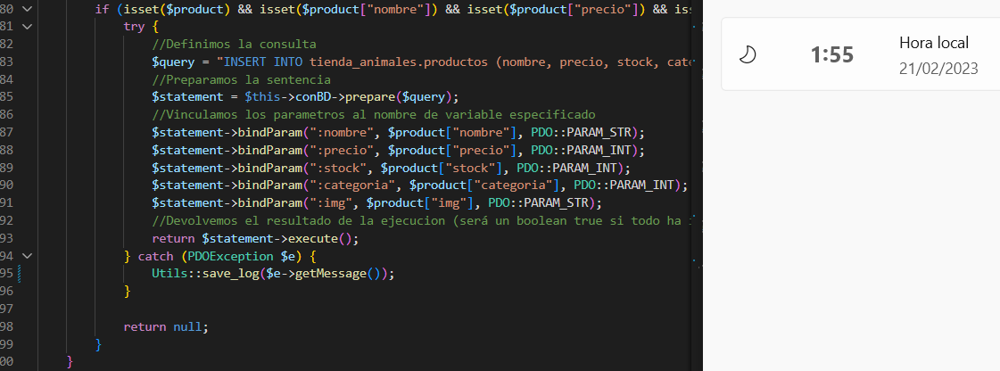 80 if (isset($product) && isset($product["nombre"]) && isset($product["precio"]) && iss
81 try {
82 //Definimos la consulta
83 $query = "INSERT INTO tienda_animales.productos (nombre, precio, stock, cate
84 //Preparamos la sentencia
85 $statement = $this->conBD->prepare($query);
86 //Vinculamos los parametros al nombre de variable especificado
87 $statement->bindParam(":nombre", $product["nombre"], PDO::PARAM_STR);
88 $statement->bindParam(":precio", $product["precio"], PDO::PARAM_INT);
89 $statement->bindParam(":stock", $product["stock"], PDO::PARAM_INT);
90 $statement->bindParam(":categoria", $product["categoria"], PDO::PARAM_INT);
91 $statement->bindParam(":img", $product["img"], PDO::PARAM_STR);
92 //Devolvemos el resultado de la ejecucion (será un boolean true si todo ha i
93 return $statement->execute();
94 } catch (PDOException $e) {
95 Utils::save_log($e->getMessage());
96 }
97
98 return null;
99 }
00 }
1:55
Hora local
21/02/2023